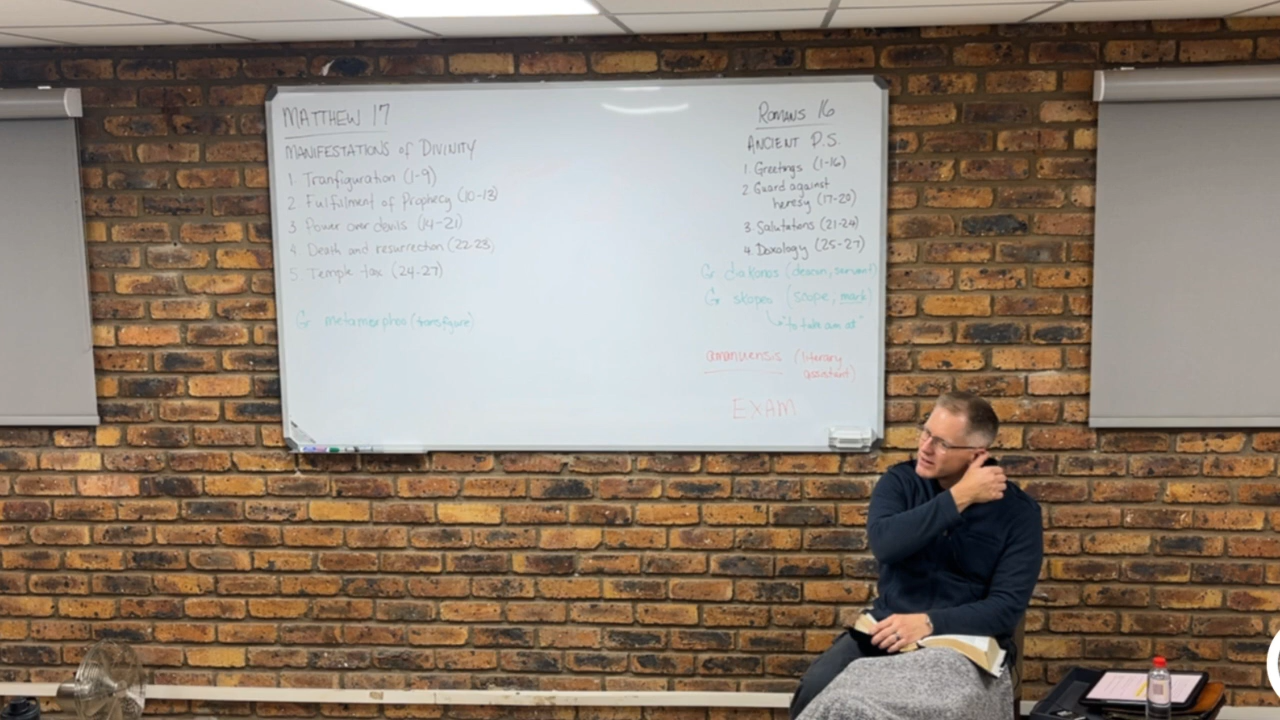 MATTHEW 17
MANIFESTATIONS of DIVINITY
1. Tranfiguration (1-9)
2. Fulfillment of Prophecy (10-13)
3 Power over devils (14-21)
4. Death and resurrection (22-23)
5. Temple tax (24-27)
Gr metamorphos (transfigure)
Romans 16
ANCIENT P.S.
1. Greetings (1-16)
2 Guard against
heresy (17-20)
3. Salutations (21-24)
4. Doxology (25-27)
Gr diakonos (deacon, servant)
Gr skopeo (scope, mark)
"to take aim at"
amanuensis (literary
assistant)
EXAM